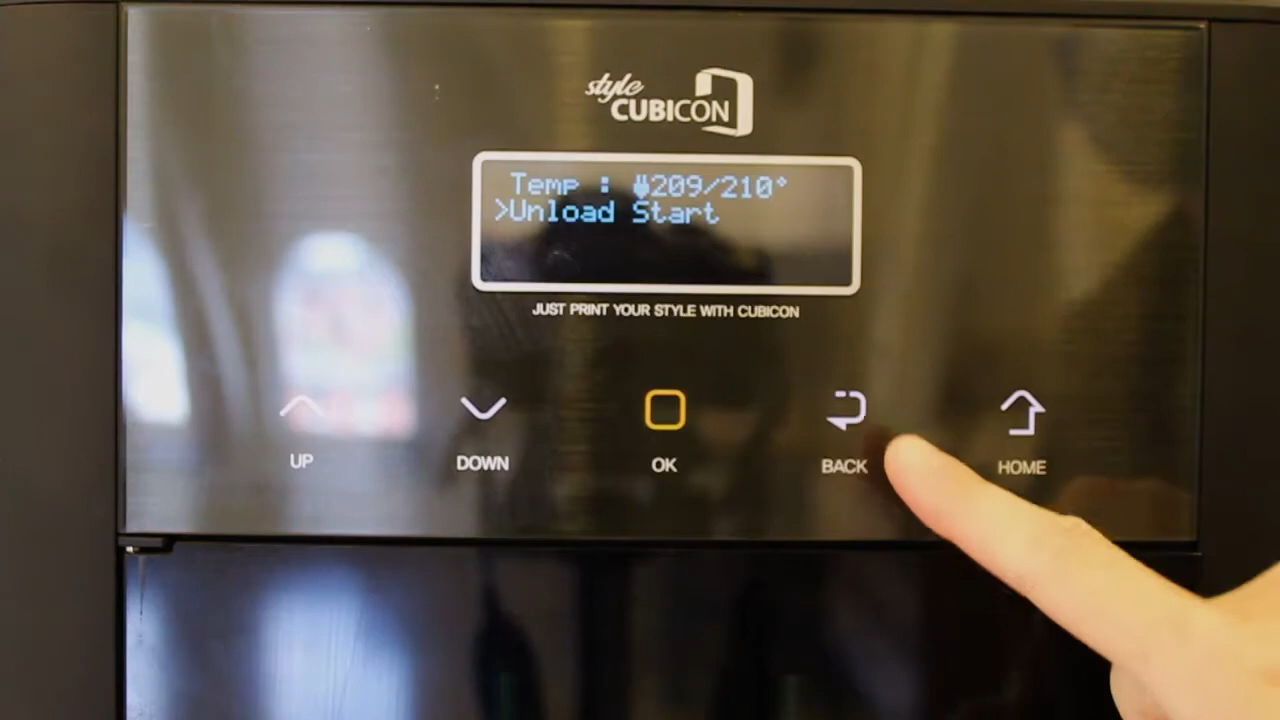 style
CUBICON
Temp : 209/210°
>Unload Start
JUST PRINT YOUR STYLE WITH CUBICON
UP DOWN OK BACK HOME